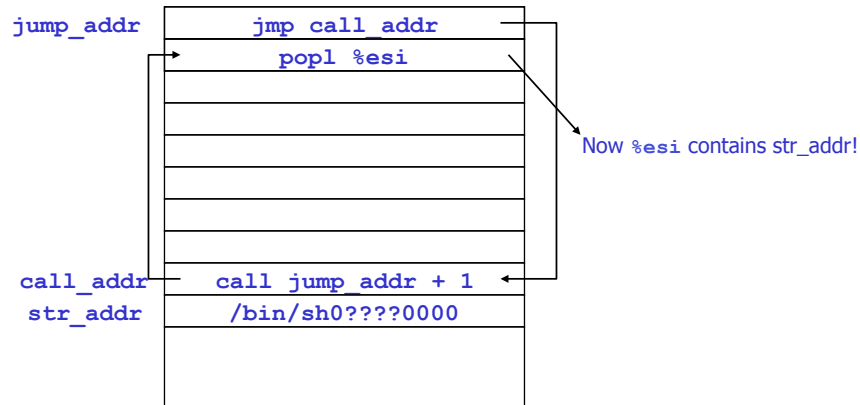 jump_addr jmp call_addr
popl %esi
Now %esi contains str_addr!
call_addr call jump_addr + 1
str_addr /bin/sh0????0000